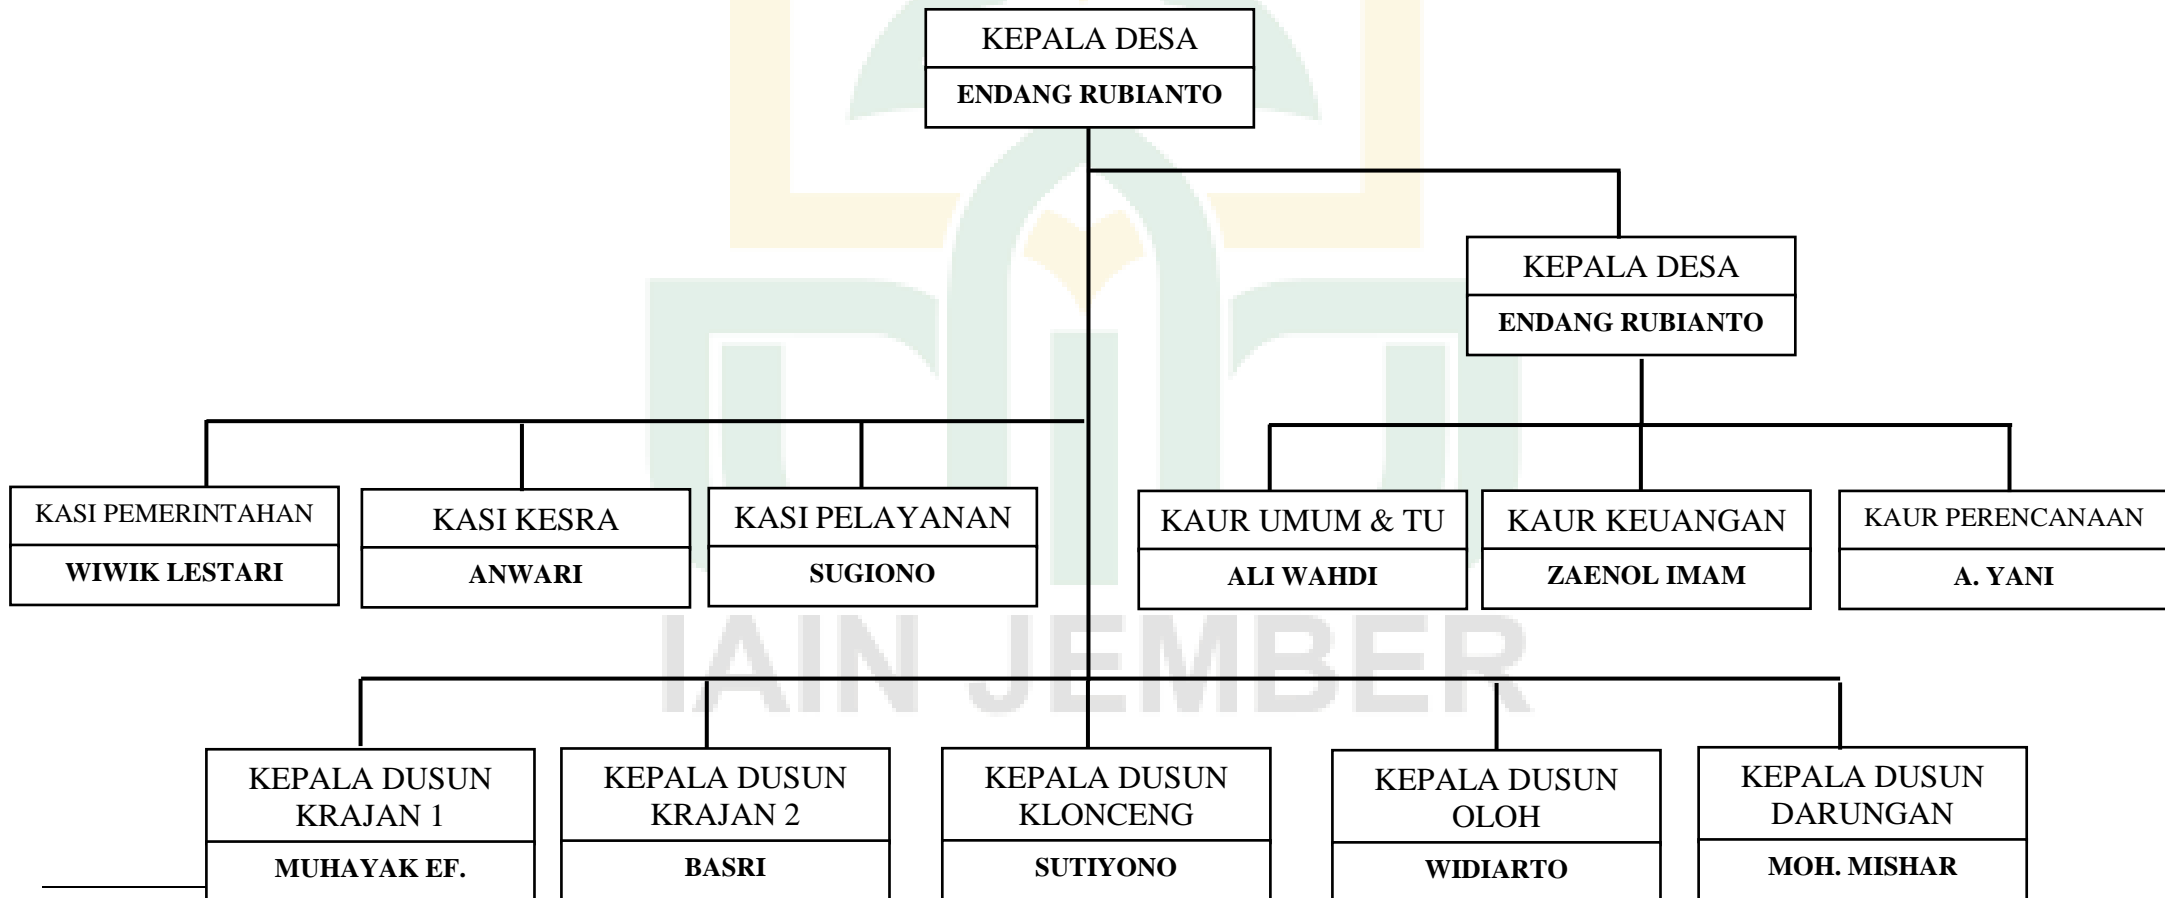 KEPALA DESA
ENDANG RUBIANTO
KEPALA DESA
ENDANG RUBIANTO
KASI PEMERINTAHAN
WIWIK LESTARI
KASI KESRA
ANWARI
KASI PELAYANAN
SUGIONO
KAUR UMUM & TU
ALI WAHDI
KAUR KEUANGAN
ZAENOL IMAM
KAUR PERENCANAAN
A. YANI
IAIN JEMBER
KEPALA DUSUN
KRAJAN 1
MUHAYAK EF.
KEPALA DUSUN
KRAJAN 2
BASRI
KEPALA DUSUN
KLONCENG
SUTIYONO
KEPALA DUSUN
OLOH
WIDIARTO
KEPALA DUSUN
DARUNGAN
MOH. MISHAR